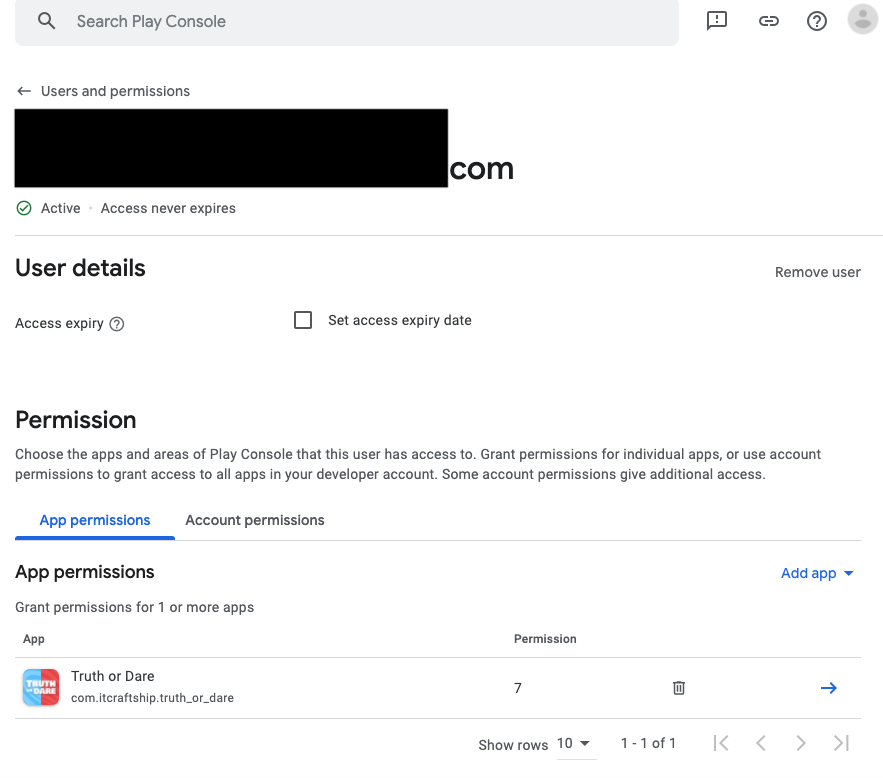 Search Play Console
Users and permissions
com
Active · Access never expires
User details
Remove user
Access expiry
Set access expiry date
Permission
Choose the apps and areas of Play Console that this user has access to. Grant permissions for individual apps, or use account
permissions to grant access to all apps in your developer account. Some account permissions give additional access.
App permissions Account permissions
App permissions
Add app
Grant permissions for 1 or more apps
App Permission
TRUTH
OR DARE
Truth or Dare
com.itcraftship.truth_or_dare
7
Show rows 10 1 - 1 of 1